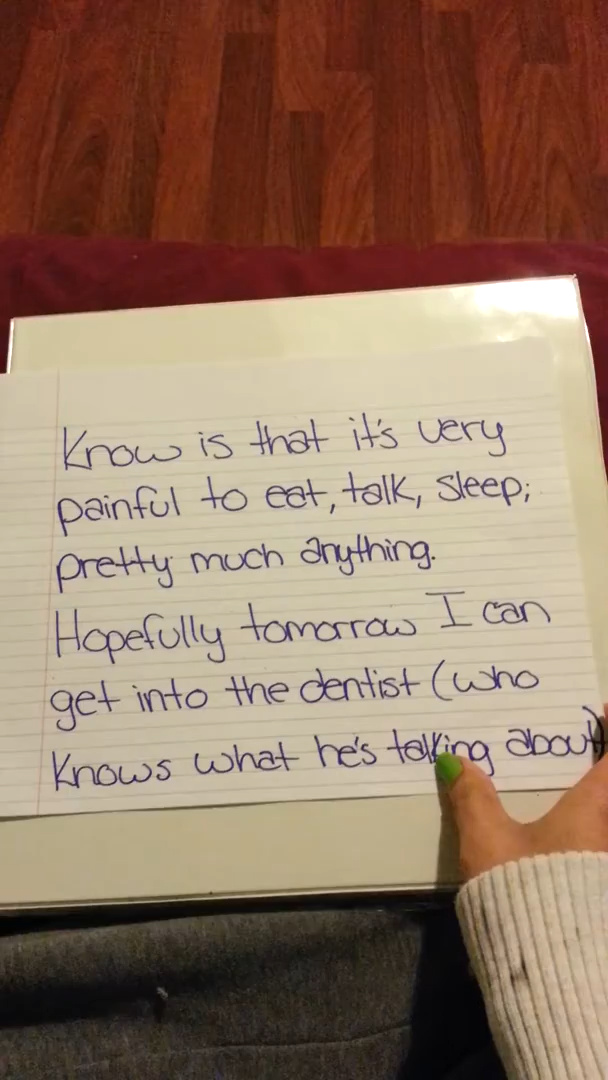 Know is that it's very
painful to eat, talk, sleep;
pretty much anything.
Hopefully tomorrow I can
get into the dentist (who
knows what he's talking about)